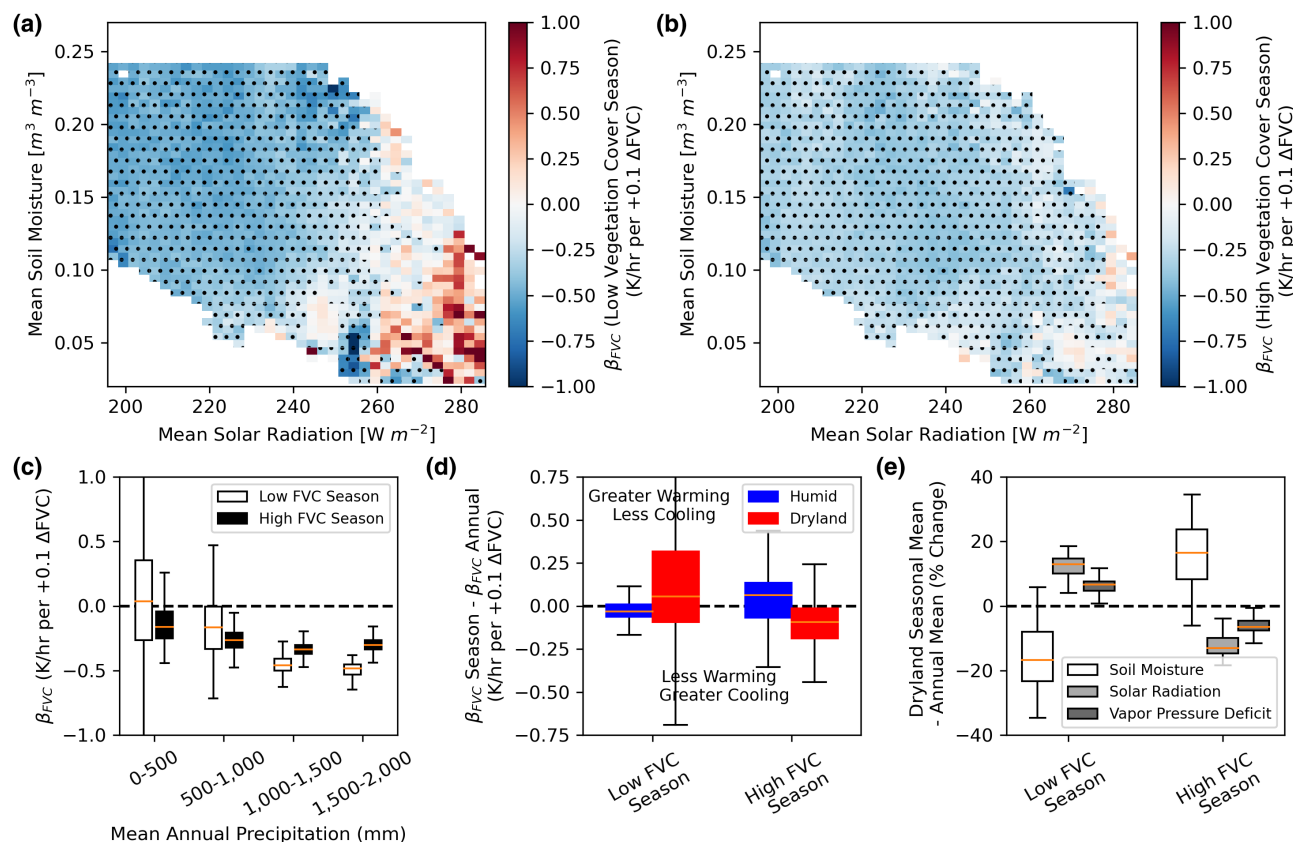 (a)
0.25
0.20
0.15
0.10
0.05
Mean Soil Moisture [m³ m⁻³]
200 220 240 260 280
Mean Solar Radiation [W m⁻²]
1.00
0.75
0.50
0.25
0.00
−0.25
−0.50
−0.75
−1.00
β_FVC (Low Vegetation Cover Season)
(K/hr per +0.1 ΔFVC)
(b)
0.25
0.20
0.15
0.10
0.05
Mean Soil Moisture [m³ m⁻³]
200 220 240 260 280
Mean Solar Radiation [W m⁻²]
1.00
0.75
0.50
0.25
0.00
−0.25
−0.50
−0.75
−1.00
β_FVC (High Vegetation Cover Season)
(K/hr per +0.1 ΔFVC)
(c)
1.0
0.5
0.0
−0.5
−1.0
β_FVC (K/hr per +0.1 ΔFVC)
Low FVC Season
High FVC Season
0-500
500-1,000
1,000-1,500
1,500-2,000
Mean Annual Precipitation (mm)
(d)
0.75
0.50
0.25
0.00
−0.25
−0.50
−0.75
β_FVC Season - β_FVC Annual
(K/hr per +0.1 ΔFVC)
Greater Warming
Less Cooling
Humid
Dryland
Less Warming
Greater Cooling
Low FVC
Season
High FVC
Season
(e)
40
20
0
−20
−40
Dryland Seasonal Mean
- Annual Mean (% Change)
Soil Moisture
Solar Radiation
Vapor Pressure Deficit
Low FVC
Season
High FVC
Season